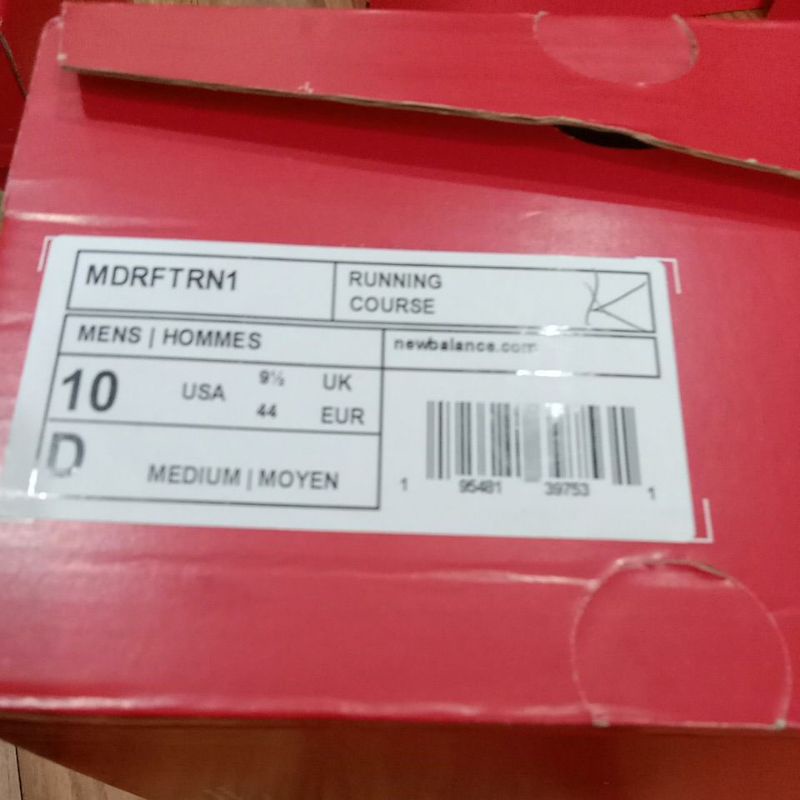 MDRFTRN1
RUNNING
COURSE
MENS | HOMMES
newbalance.com
10 USA 9½ UK
44 EUR
D MEDIUM | MOYEN
1 95481 39753 1